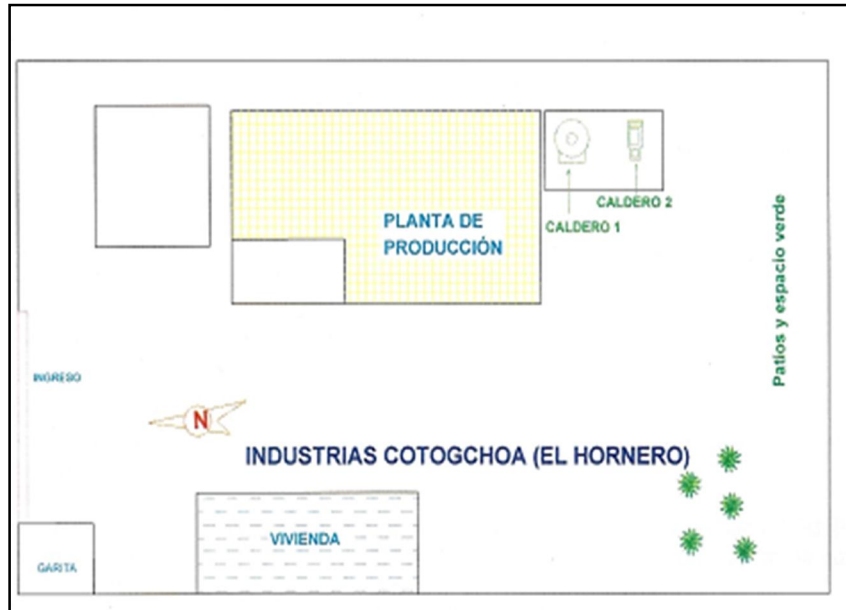 PLANTA DE
PRODUCCIÓN
CALDERO 1
CALDERO 2
Patios y espacio verde
INGRESO
N
INDUSTRIAS COTOGCHOA (EL HORNERO)
VIVIENDA
GARITA